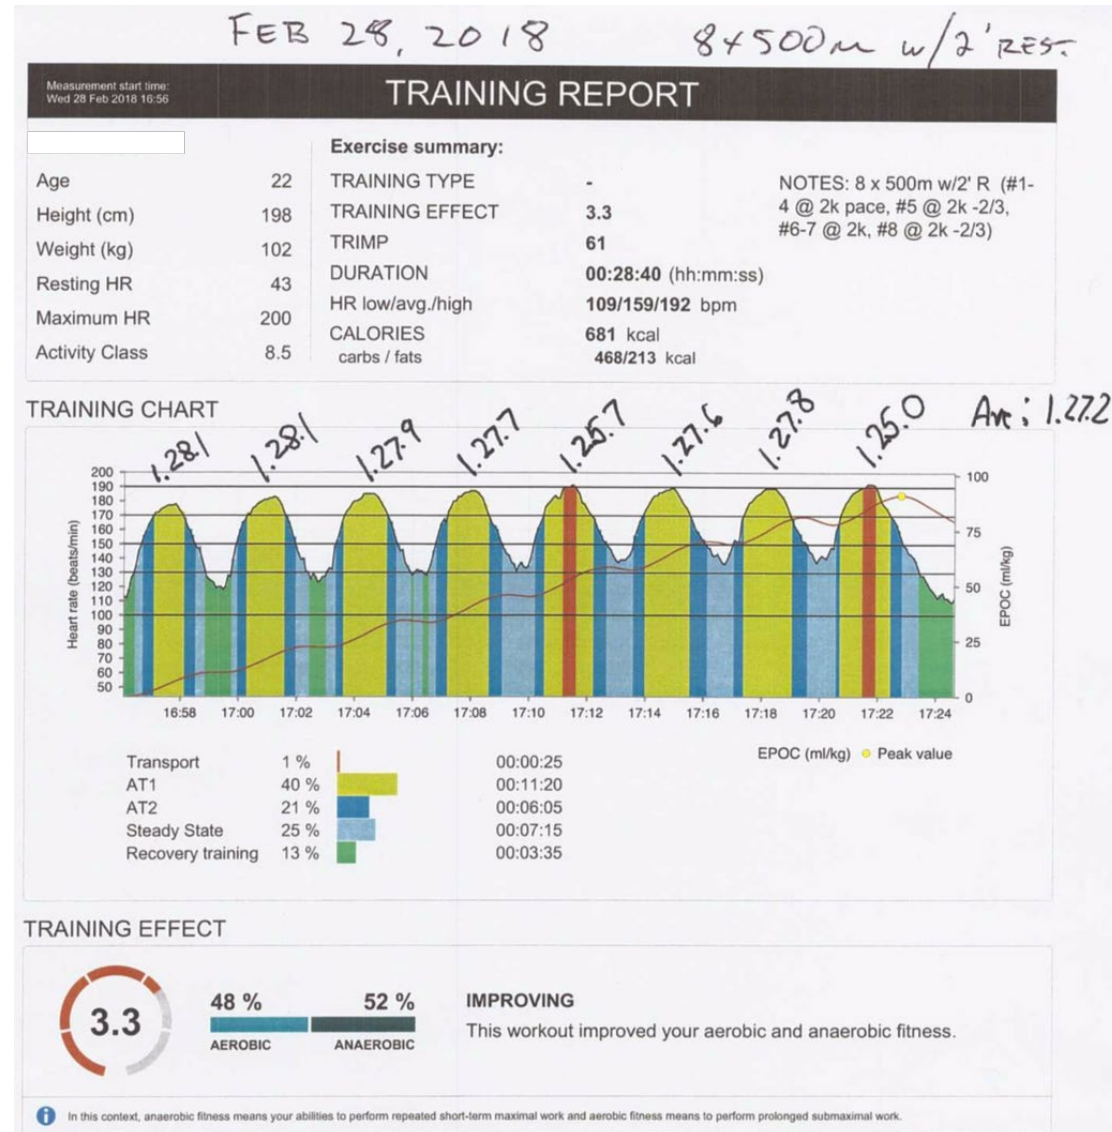 FEB 28, 2018 8x500m w/2' REST
Measurement start time:
Wed 28 Feb 2018 16:56
TRAINING REPORT
Exercise summary:
Age 22
Height (cm) 198
Weight (kg) 102
Resting HR 43
Maximum HR 200
Activity Class 8.5
TRAINING TYPE -
TRAINING EFFECT 3.3
TRIMP 61
DURATION 00:28:40 (hh:mm:ss)
HR low/avg./high 109/159/192 bpm
CALORIES 681 kcal
carbs / fats 468/213 kcal
NOTES: 8 x 500m w/2' R (#1-
4 @ 2k pace, #5 @ 2k -2/3,
#6-7 @ 2k, #8 @ 2k -2/3)
TRAINING CHART
1.28.1 1.28.1 1.27.9 1.27.7 1.25.7 1.27.6 1.27.8 1.25.0 Ave: 1.27.2
Heart rate (beats/min)
200
190
180
170
160
150
140
130
120
110
100
90
80
70
60
50
100
75
50
25
0
EPOC (ml/kg)
16:58 17:00 17:02 17:04 17:06 17:08 17:10 17:12 17:14 17:16 17:18 17:20 17:22 17:24
EPOC (ml/kg) Peak value
Transport 1 % 00:00:25
AT1 40 % 00:11:20
AT2 21 % 00:06:05
Steady State 25 % 00:07:15
Recovery training 13 % 00:03:35
TRAINING EFFECT
3.3
48 % 52 %
AEROBIC ANAEROBIC
IMPROVING
This workout improved your aerobic and anaerobic fitness.
i In this context, anaerobic fitness means your abilities to perform repeated short-term maximal work and aerobic fitness means to perform prolonged submaximal work.